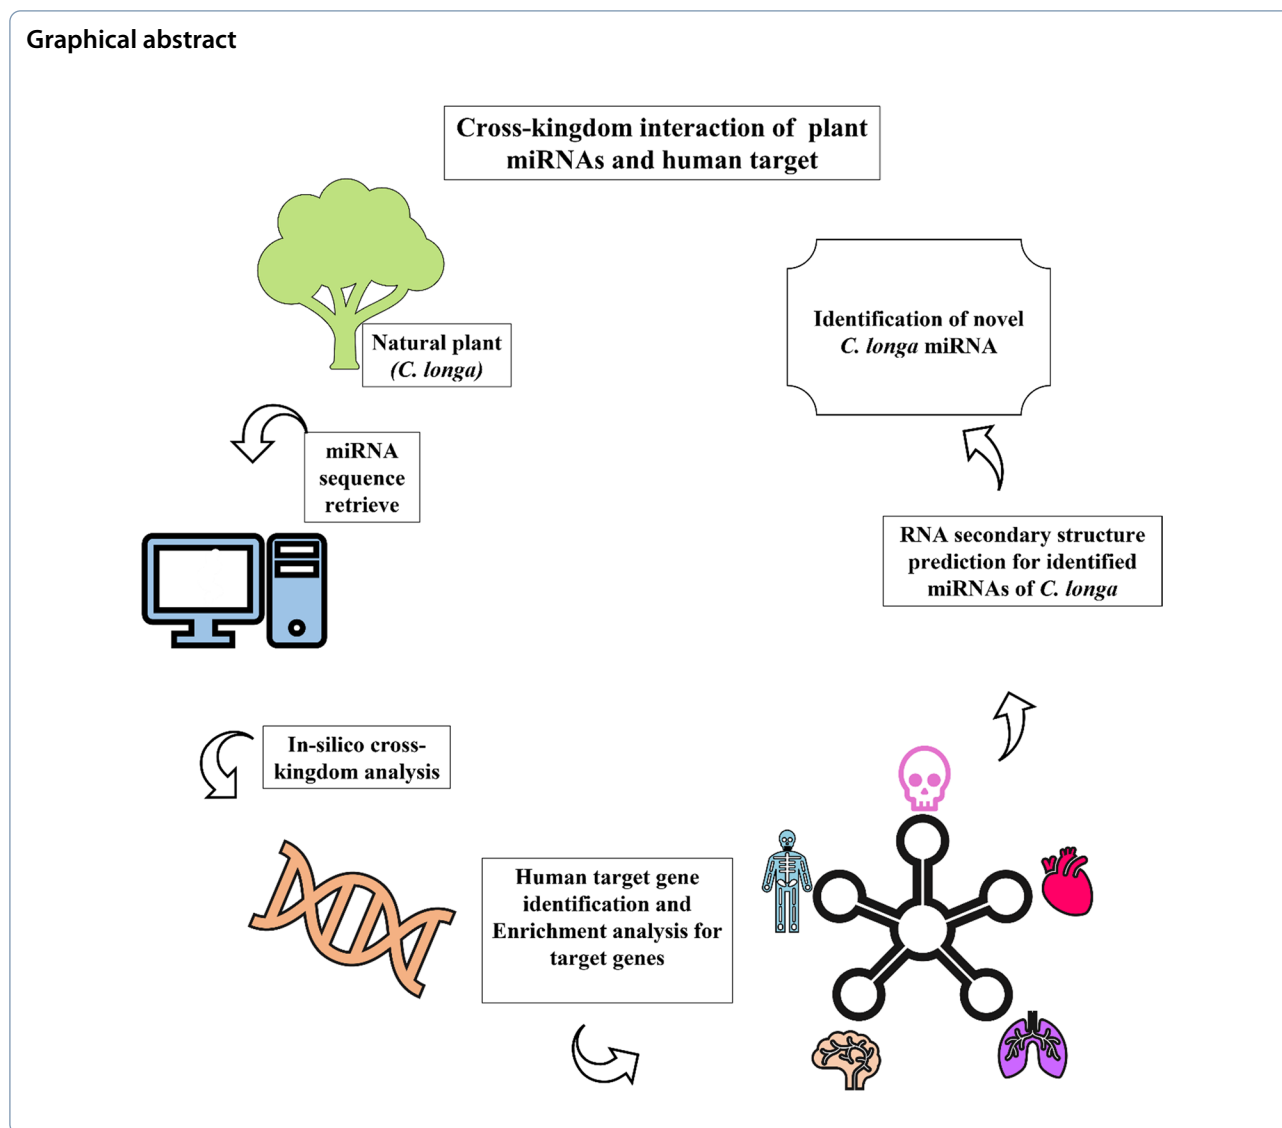 Graphical abstract
Cross-kingdom interaction of plant
miRNAs and human target
Natural plant
(C. longa)
miRNA
sequence
retrieve
In-silico cross-
kingdom analysis
Human target gene
identification and
Enrichment analysis for
target genes
RNA secondary structure
prediction for identified
miRNAs of C. longa
Identification of novel
C. longa miRNA